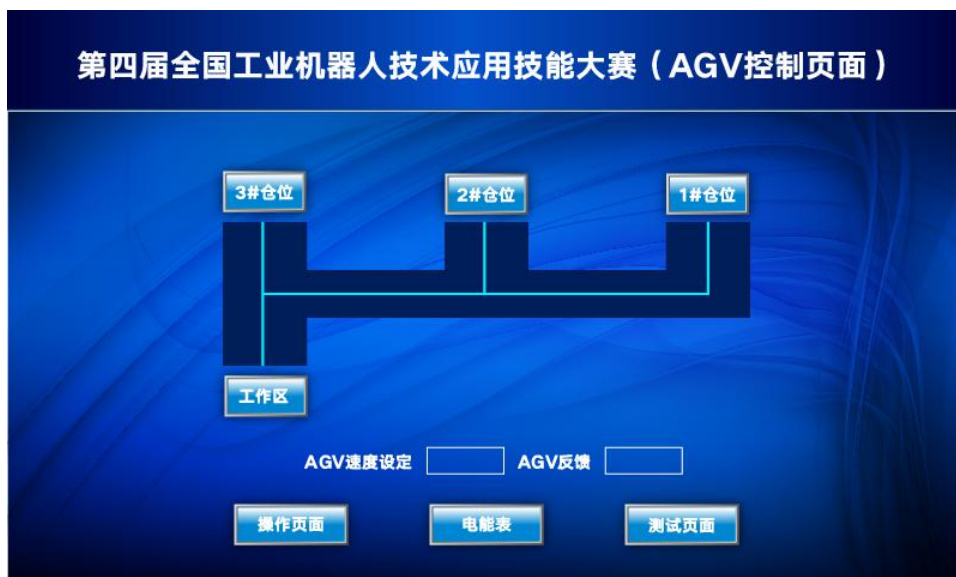 第四届全国工业机器人技术应用技能大赛（AGV控制页面）
3#仓位 2#仓位 1#仓位
工作区
AGV速度设定 AGV反馈
操作页面 电能表 测试页面